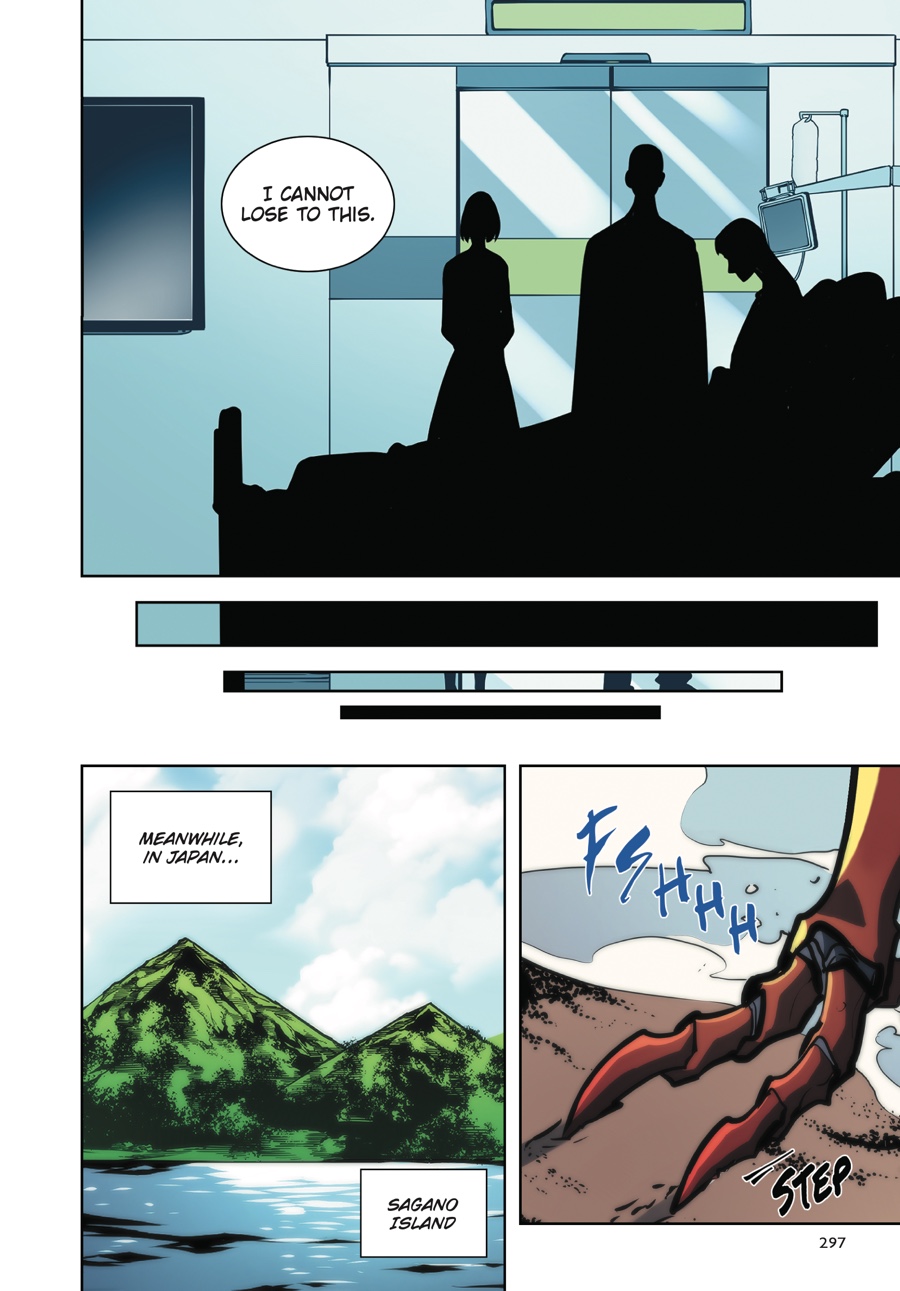 I CANNOT
LOSE TO THIS.
MEANWHILE,
IN JAPAN...
SAGANO
ISLAND
FSHHH
STEP
297